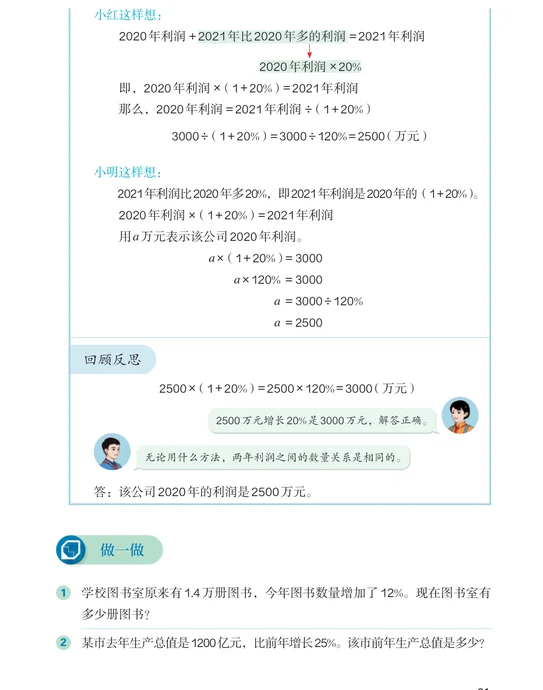 小红这样想:
2020年利润+2021年比2020年多的利润=2021年利润
2020年利润×20%
即，2020年利润×(1+20%)=2021年利润
那么，2020年利润=2021年利润÷(1+20%)
3000÷(1+20%)=3000÷120%=2500(万元)
小明这样想:
2021年利润比2020年多20%，即2021年利润是2020年的(1+20%)。
2020年利润×(1+20%)=2021年利润
用a万元表示该公司2020年利润。
a×(1+20%)=3000
a×120%=3000
a=3000÷120%
a=2500
回顾反思
2500×(1+20%)=2500×120%=3000(万元)
2500万元增长20%是3000万元，解答正确。
无论用什么方法，两年利润之间的数量关系是相同的。
答：该公司2020年的利润是2500万元。
做一做
1 学校图书室原来有1.4万册图书，今年图书数量增加了12%。现在图书室有
多少册图书?
2 某市去年生产总值是1200亿元，比前年增长25%。该市前年生产总值是多少?